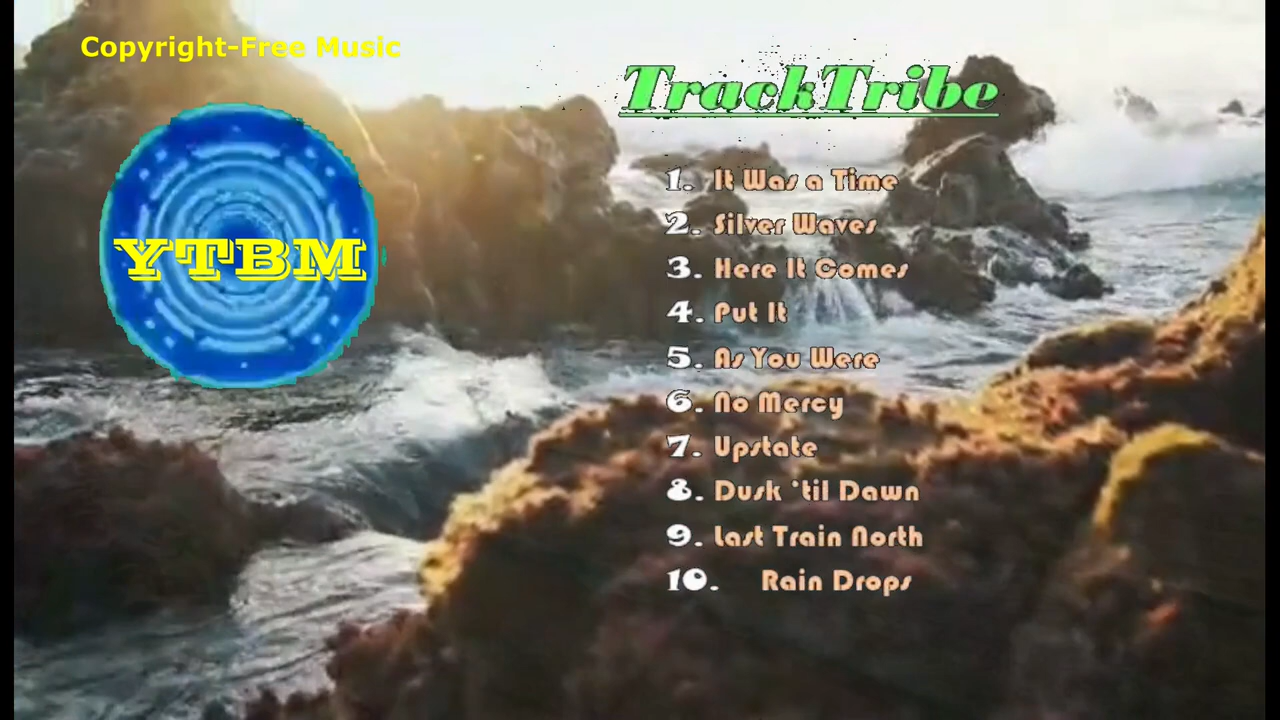 Copyright-Free Music
YTBM
TrackTribe
1. It Was a Time
2. Silver Waves
3. Here It Comes
4. Put It
5. As You Were
6. No Mercy
7. Upstate
8. Dusk 'til Dawn
9. Last Train North
10. Rain Drops